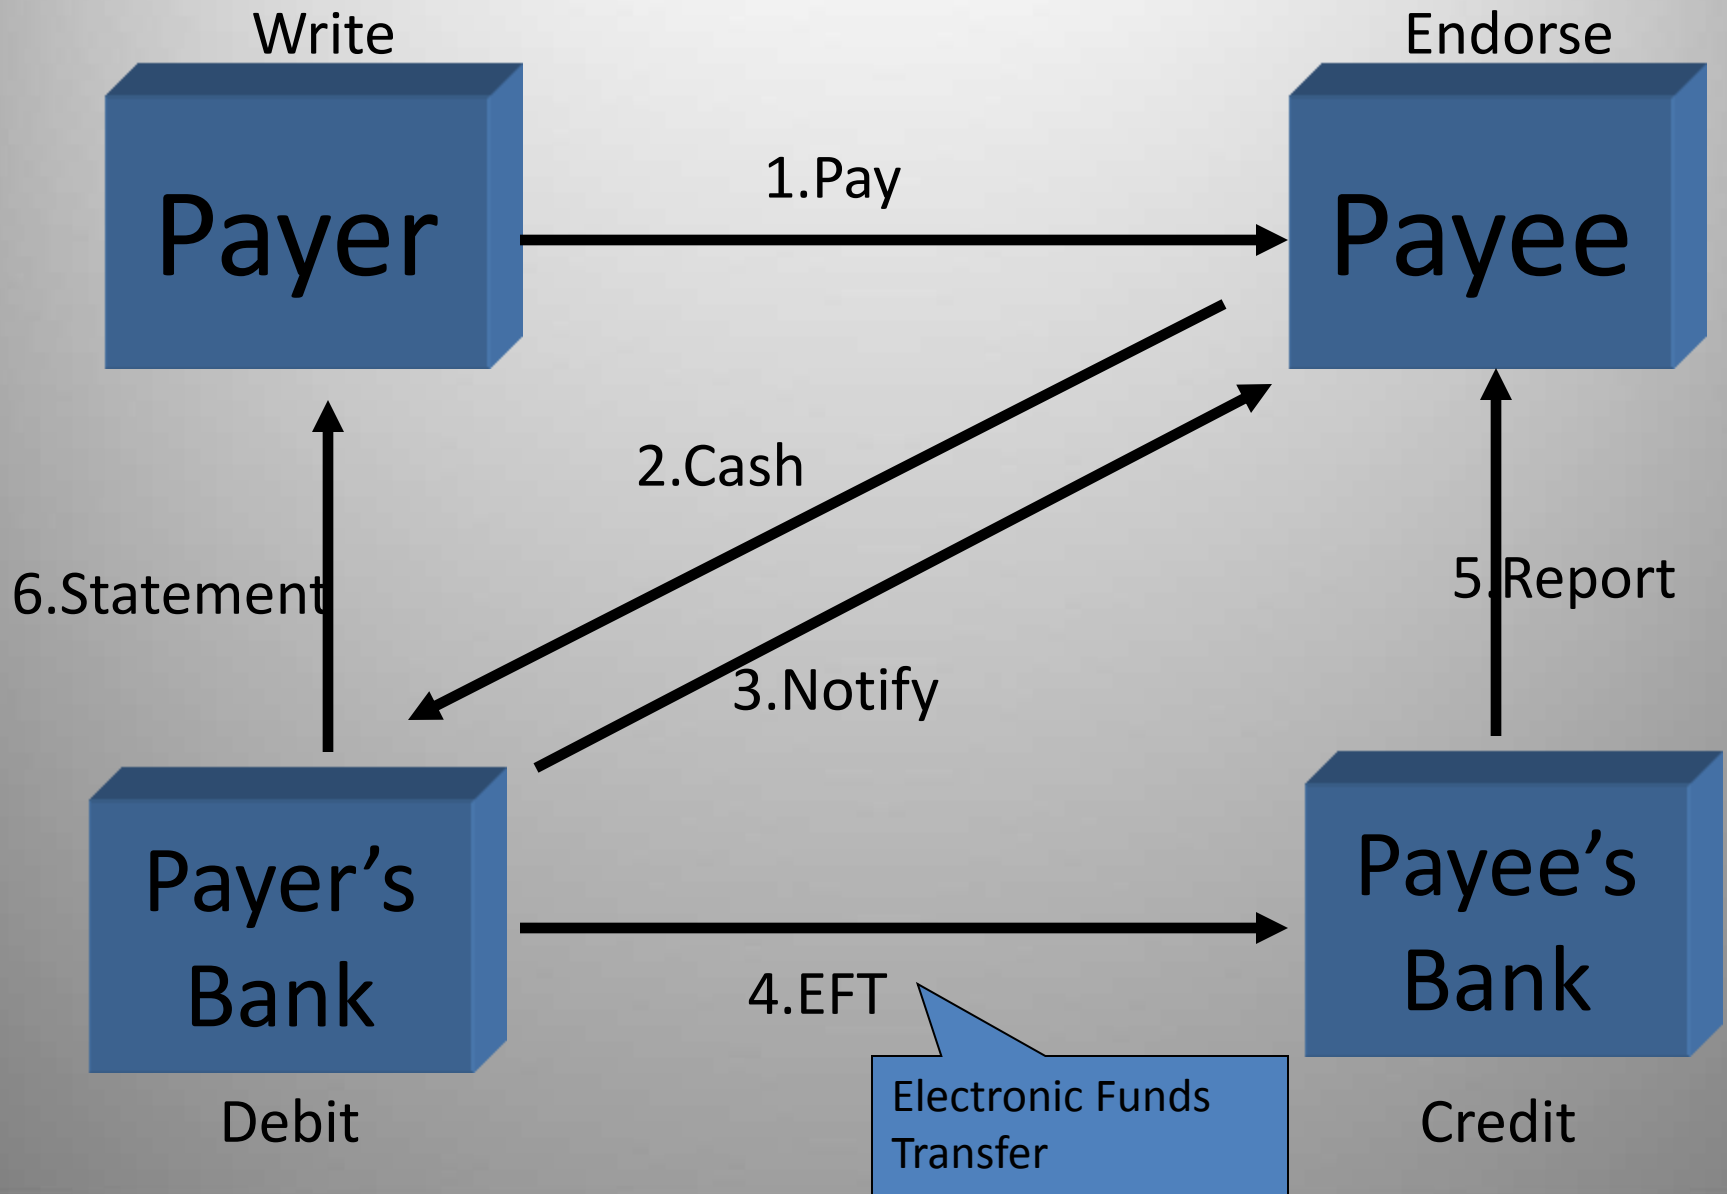 Write
Endorse
Payer
1.Pay
Payee
2.Cash
6.Statement
5.Report
3.Notify
Payer’s
Bank
4.EFT
Payee’s
Bank
Electronic Funds
Transfer
Debit
Credit